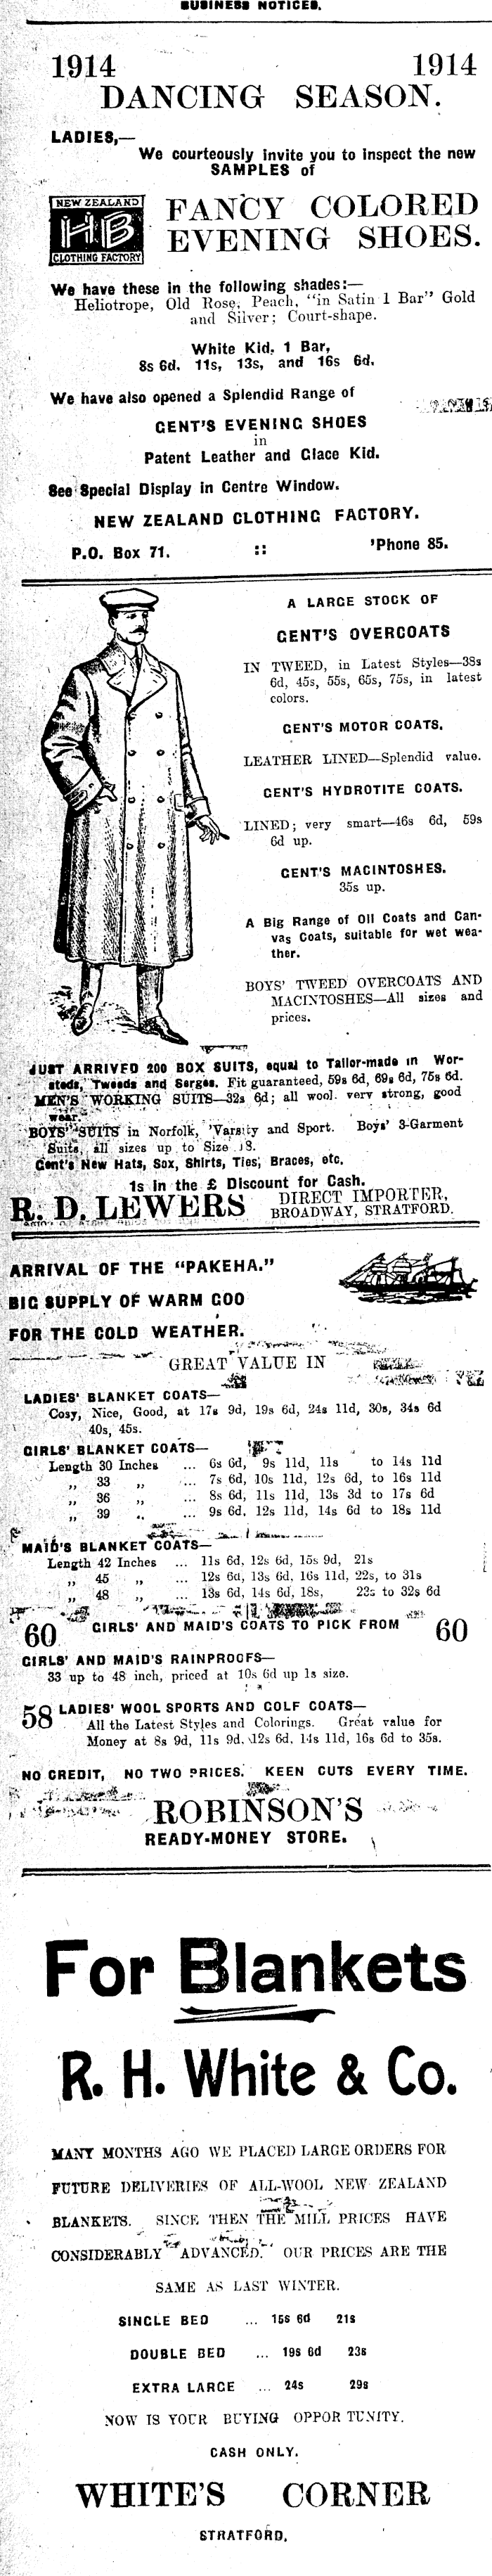 BUSINESS NOTICES.
1914 1914
DANCING SEASON.
LADIES,—
We courteously invite you to inspect the new
SAMPLES of
NEW ZEALAND
HB
CLOTHING FACTORY
FANCY COLORED
EVENING SHOES.
We have these in the following shades:—
Heliotrope, Old Rose, Peach, "in Satin 1 Bar" Gold
and Silver; Court-shape.
White Kid, 1 Bar,
8s 6d, 11s, 13s, and 16s 6d.
We have also opened a Splendid Range of
GENT'S EVENING SHOES
in
Patent Leather and Glace Kid.
See Special Display in Centre Window.
NEW ZEALAND CLOTHING FACTORY.
P.O. Box 71. :: 'Phone 85.
A LARGE STOCK OF
GENT'S OVERCOATS
IN TWEED, in Latest Styles—38s
6d, 45s, 55s, 65s, 75s, in latest
colors.
GENT'S MOTOR COATS.
LEATHER LINED—Splendid value.
GENT'S HYDROTITE COATS.
LINED; very smart—46s 6d, 59s
6d up.
GENT'S MACINTOSHES.
35s up.
A Big Range of Oil Coats and Can-
vas Coats, suitable for wet wea-
ther.
BOYS' TWEED OVERCOATS AND
MACINTOSHES—All sizes and
prices.
JUST ARRIVED 200 BOX SUITS, equal to Tailor-made in Wor-
steds, Tweeds and Serges. Fit guaranteed, 59s 6d, 69s 6d, 75s 6d.
MEN'S WORKING SUITS—32s 6d; all wool. very strong, good
wear.
BOYS' SUITS in Norfolk, 'Varsity and Sport. Boys' 3-Garment
Suits, all sizes up to Size 18.
Gent's New Hats, Sox, Shirts, Ties, Braces, etc.
1s in the £ Discount for Cash.
R. D. LEWERS DIRECT IMPORTER,
BROADWAY, STRATFORD.
ARRIVAL OF THE "PAKEHA."
BIG SUPPLY OF WARM GOO
FOR THE COLD WEATHER.
GREAT VALUE IN
LADIES' BLANKET COATS—
Cosy, Nice, Good, at 17s 9d, 19s 6d, 24s 11d, 30s, 34s 6d
40s, 45s.
GIRLS' BLANKET COATS—
Length 30 Inches ... 6s 6d, 9s 11d, 11s to 14s 11d
„ 33 „ ... 7s 6d, 10s 11d, 12s 6d, to 16s 11d
„ 36 „ ... 8s 6d, 11s 11d, 13s 3d to 17s 6d
„ 39 „ ... 9s 6d, 12s 11d, 14s 6d to 18s 11d
MAID'S BLANKET COATS—
Length 42 Inches ... 11s 6d, 12s 6d, 15s 9d, 21s
„ 45 „ ... 12s 6d, 13s 6d, 16s 11d, 22s, to 31s
„ 48 „ ... 13s 6d, 14s 6d, 18s, 23s to 32s 6d
60 GIRLS' AND MAID'S COATS TO PICK FROM 60
GIRLS' AND MAID'S RAINPROOFS—
33 up to 48 inch, priced at 10s 6d up 1s size.
58 LADIES' WOOL SPORTS AND GOLF COATS—
All the Latest Styles and Colorings. Great value for
Money at 8s 9d, 11s 9d. 12s 6d, 14s 11d, 16s 6d to 35s.
NO CREDIT, NO TWO PRICES. KEEN CUTS EVERY TIME.
ROBINSON'S
READY-MONEY STORE.
For Blankets
R. H. White & Co.
MANY MONTHS AGO WE PLACED LARGE ORDERS FOR
FUTURE DELIVERIES OF ALL-WOOL NEW ZEALAND
BLANKETS. SINCE THEN THE MILL PRICES HAVE
CONSIDERABLY ADVANCED. OUR PRICES ARE THE
SAME AS LAST WINTER.
SINGLE BED ... 15s 6d 21s
DOUBLE BED ... 19s 6d 23s
EXTRA LARGE ... 24s 29s
NOW IS YOUR BUYING OPPOR TUNITY.
CASH ONLY.
WHITE'S CORNER
STRATFORD.